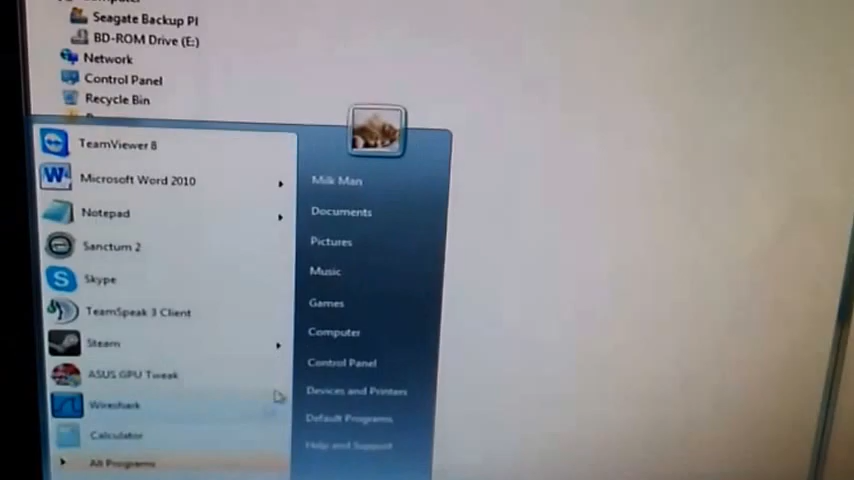 Seagate Backup Pl
BD-ROM Drive (E:)
Network
Control Panel
Recycle Bin
TeamViewer 8
Microsoft Word 2010
Notepad
Sanctum 2
Skype
TeamSpeak 3 Client
Steam
ASUS GPU Tweak
Wireshark
Calculator
All Programs
Milk Man
Documents
Pictures
Music
Games
Computer
Control Panel
Devices and Printers
Default Programs
Help and Support